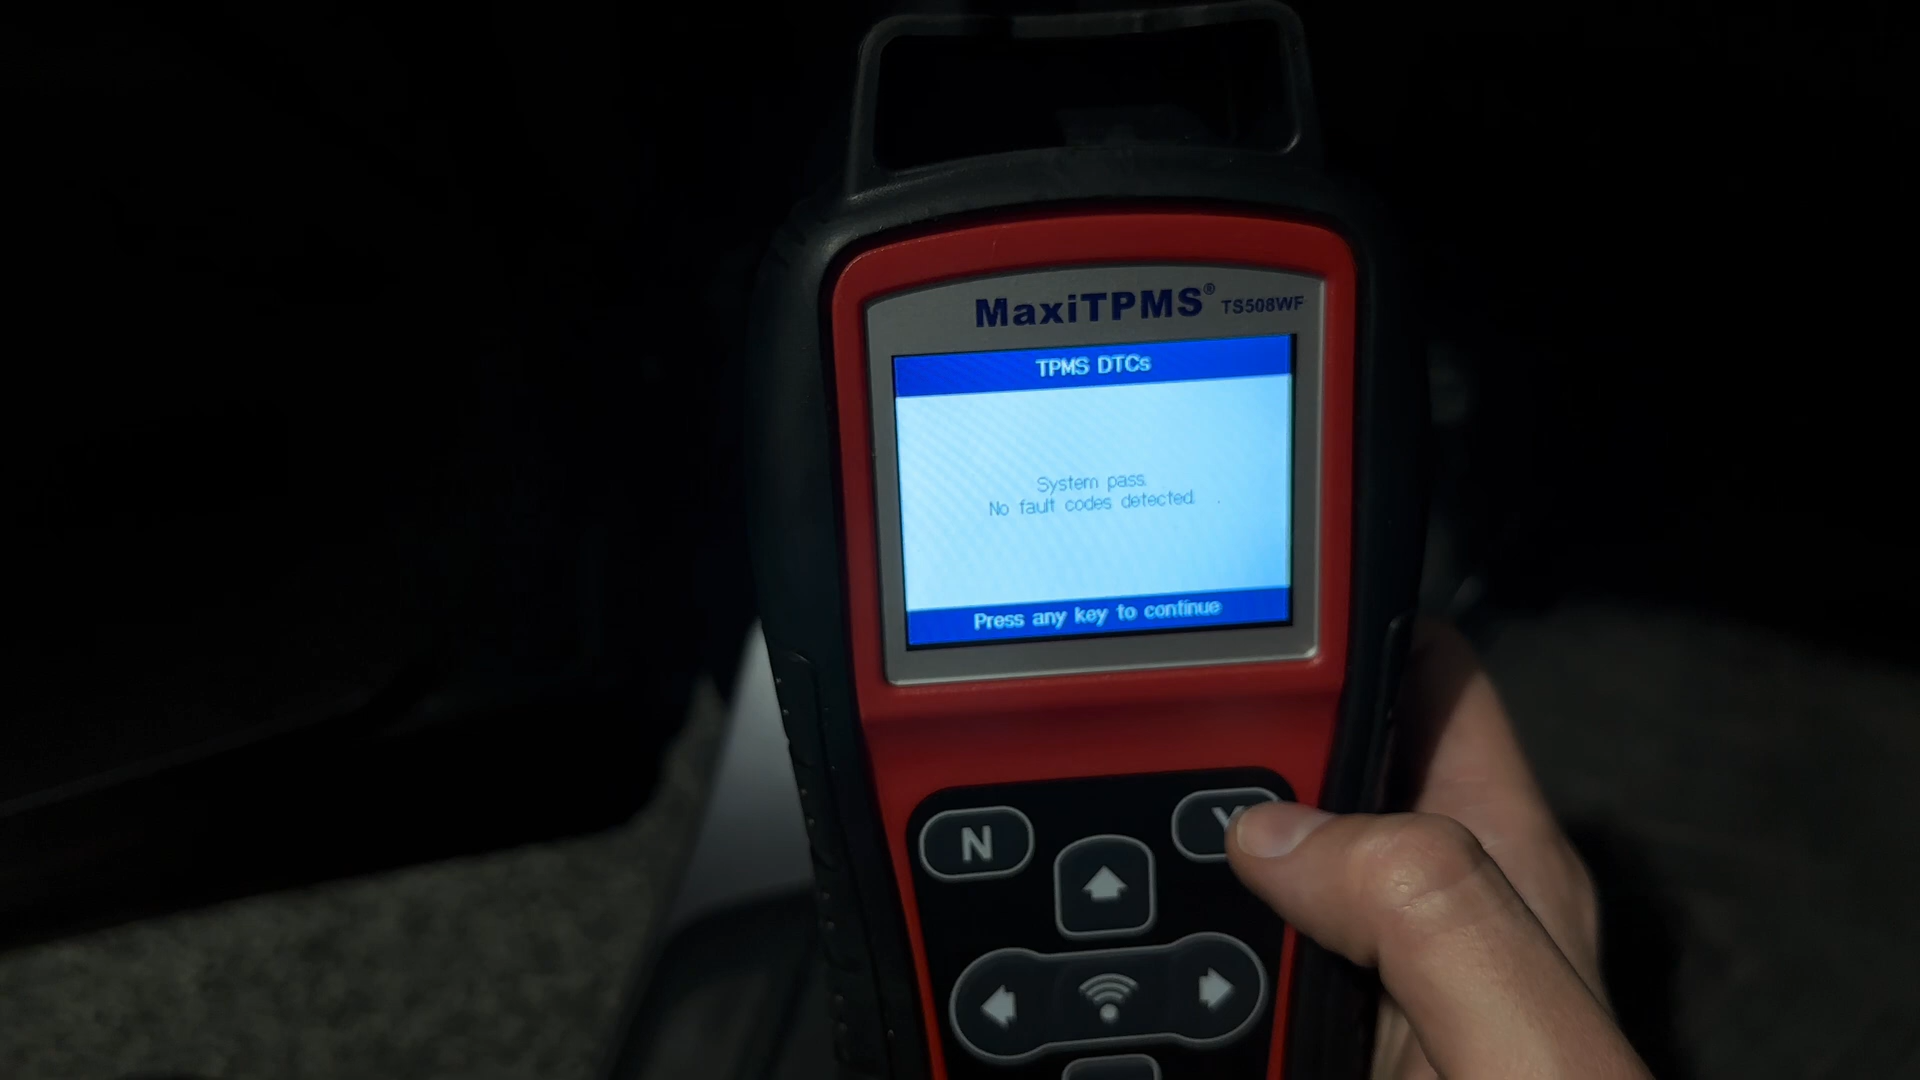 MaxiTPMS® TS508WF
TPMS DTCs
System pass.
No fault codes detected.
Press any key to continue
N
Y